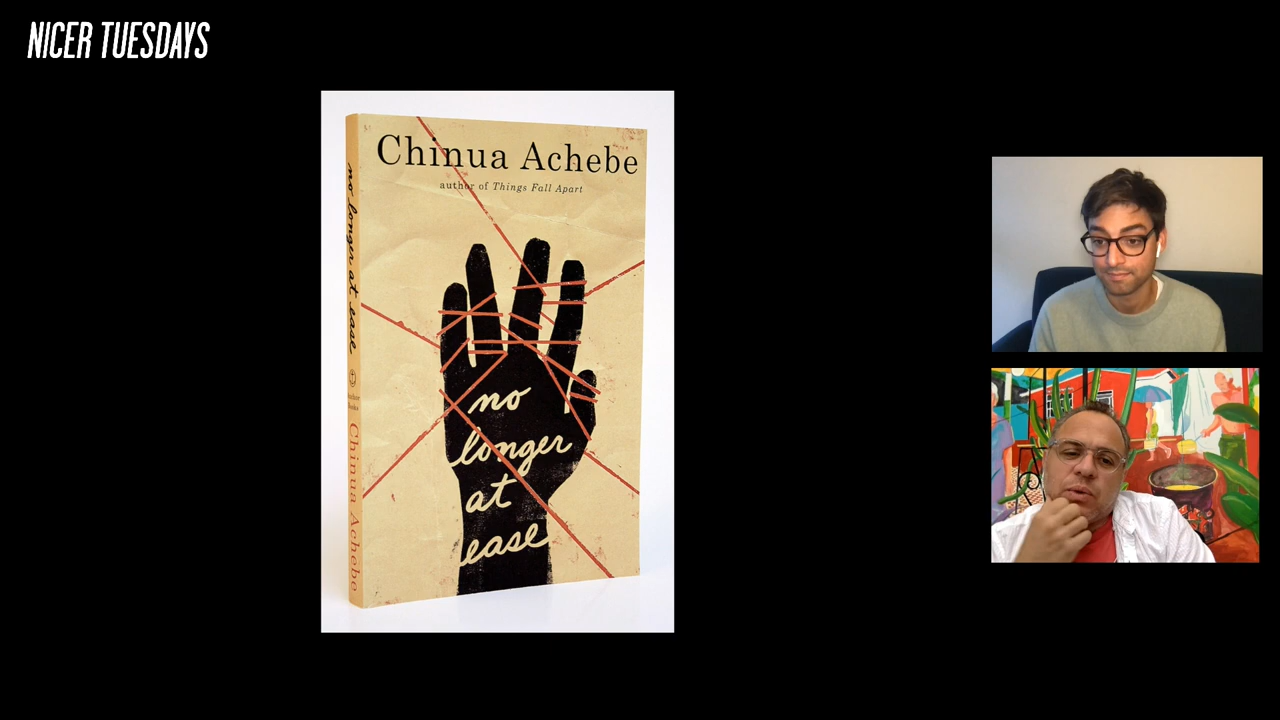 NICER TUESDAYS
Chinua Achebe
author of Things Fall Apart
no
longer
at
ease
no longer at ease
Chinua Achebe